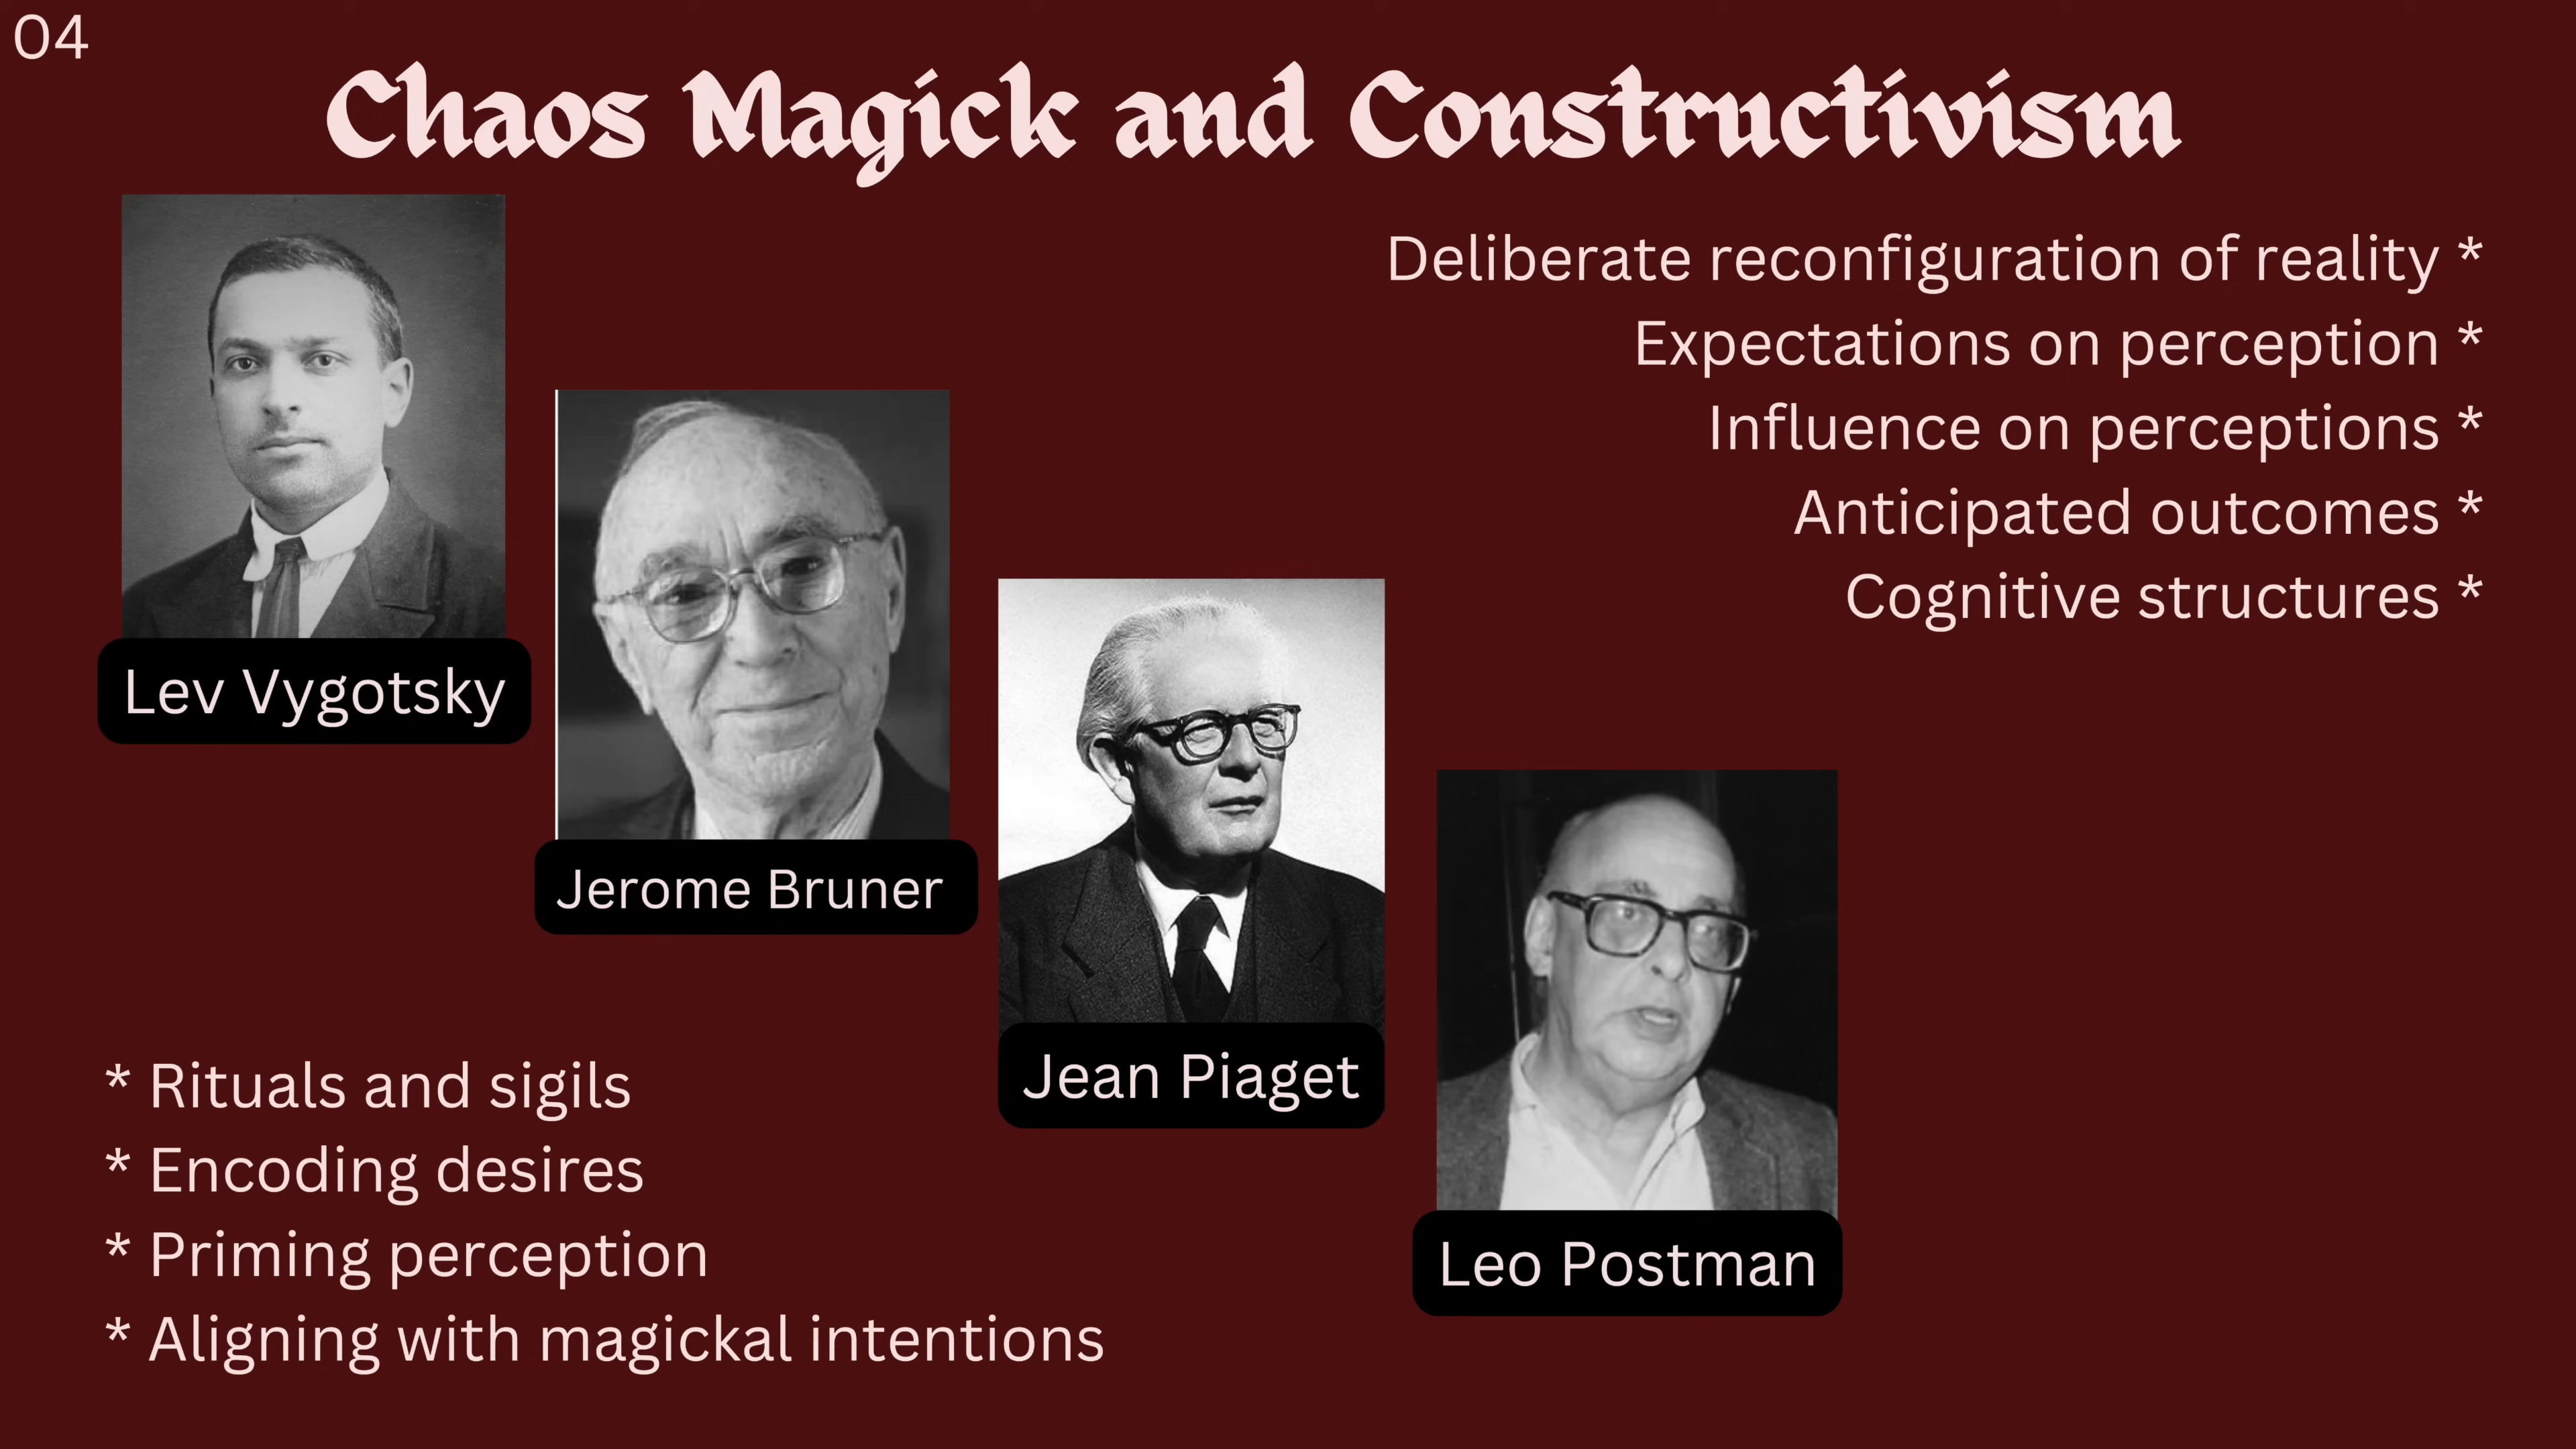 04
Chaos Magick and Constructivism
Deliberate reconfiguration of reality *
Expectations on perception *
Influence on perceptions *
Anticipated outcomes *
Cognitive structures *
Lev Vygotsky
Jerome Bruner
Jean Piaget
Leo Postman
* Rituals and sigils
* Encoding desires
* Priming perception
* Aligning with magickal intentions